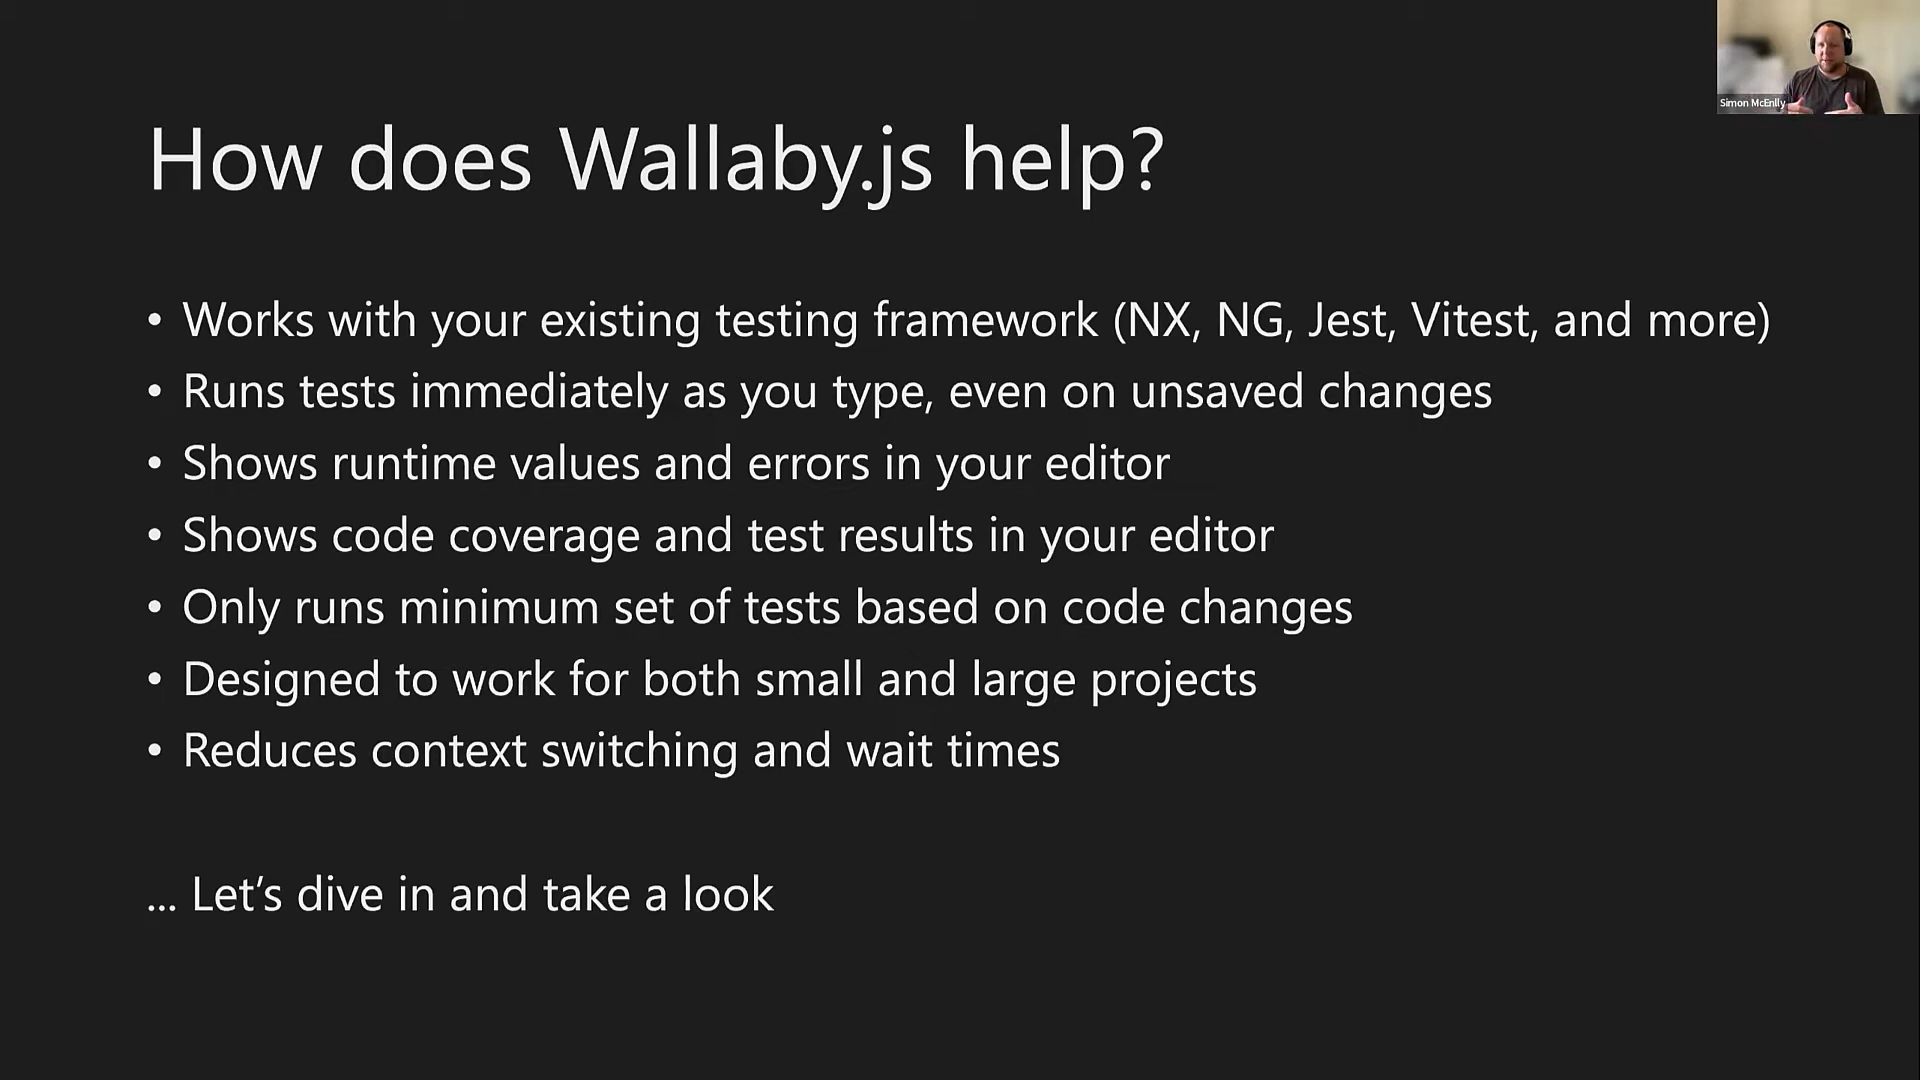 Simon McEnlly
How does Wallaby.js help?
• Works with your existing testing framework (NX, NG, Jest, Vitest, and more)
• Runs tests immediately as you type, even on unsaved changes
• Shows runtime values and errors in your editor
• Shows code coverage and test results in your editor
• Only runs minimum set of tests based on code changes
• Designed to work for both small and large projects
• Reduces context switching and wait times
... Let’s dive in and take a look